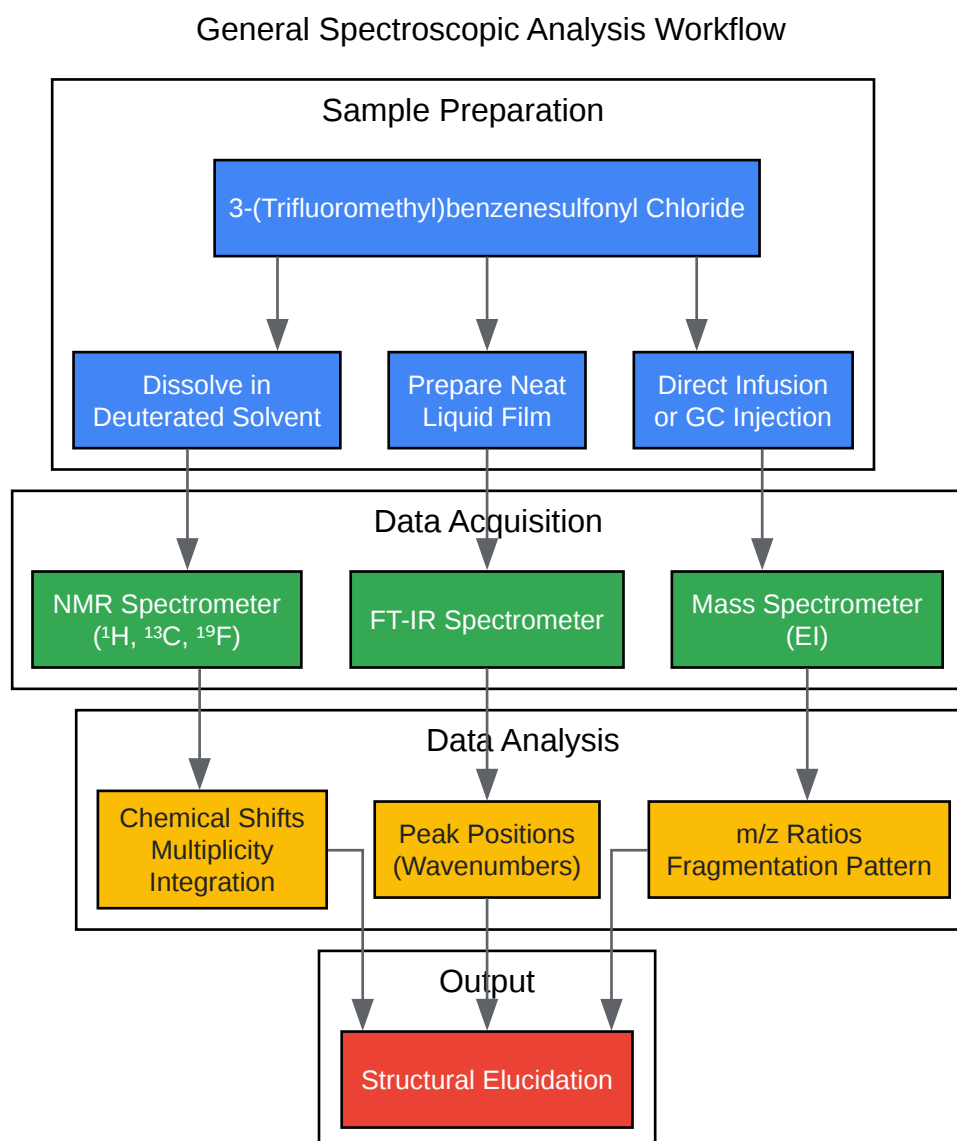 General Spectroscopic Analysis Workflow
Sample Preparation
3-(Trifluoromethyl)benzenesulfonyl Chloride
Dissolve in
Deuterated Solvent
Prepare Neat
Liquid Film
Direct Infusion
or GC Injection
Data Acquisition
NMR Spectrometer
(¹H, ¹³C, ¹⁹F)
FT-IR Spectrometer
Mass Spectrometer
(EI)
Data Analysis
Chemical Shifts
Multiplicity
Integration
Peak Positions
(Wavenumbers)
m/z Ratios
Fragmentation Pattern
Output
Structural Elucidation